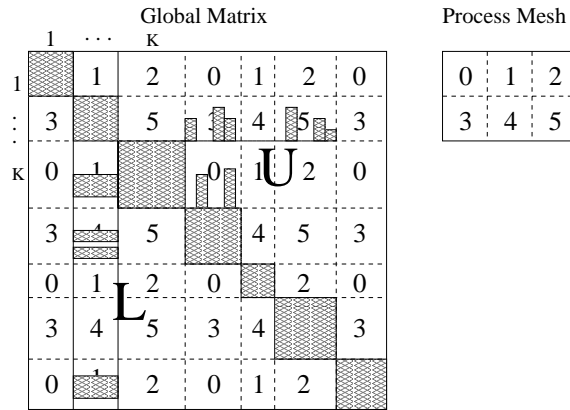 Global Matrix
Process Mesh
1 . . . K
1 2 0 1 2 0
0 1 2
1
3 5 3 4 5 3
3 4 5
.
.
.
0 1 0 1 2 0
K
U
3 4 5 4 5 3
0 1 2 0 2 0
L
3 4 5 3 4 3
0 1 2 0 1 2